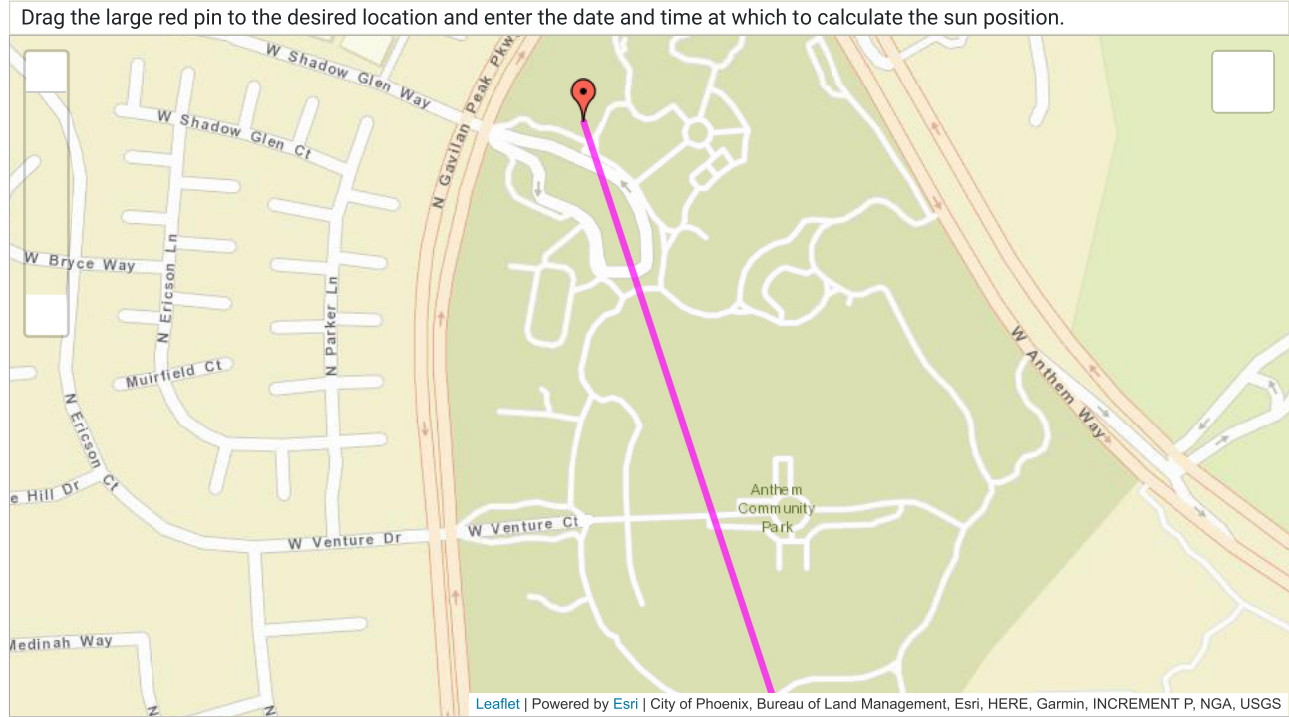 Drag the large red pin to the desired location and enter the date and time at which to calculate the sun position.
W Shadow Glen Way
N Gavilan Peak Pkw
W Shadow Glen Ct
W Bryce Way
N Ericson Ln
N Parker Ln
Muirfield Ct
W Anthem Way
N Ericson Ct
e Hill Dr
Anthem
Community
Park
W Venture Ct
W Venture Dr
Medinah Way
N
N
Leaflet | Powered by Esri | City of Phoenix, Bureau of Land Management, Esri, HERE, Garmin, INCREMENT P, NGA, USGS